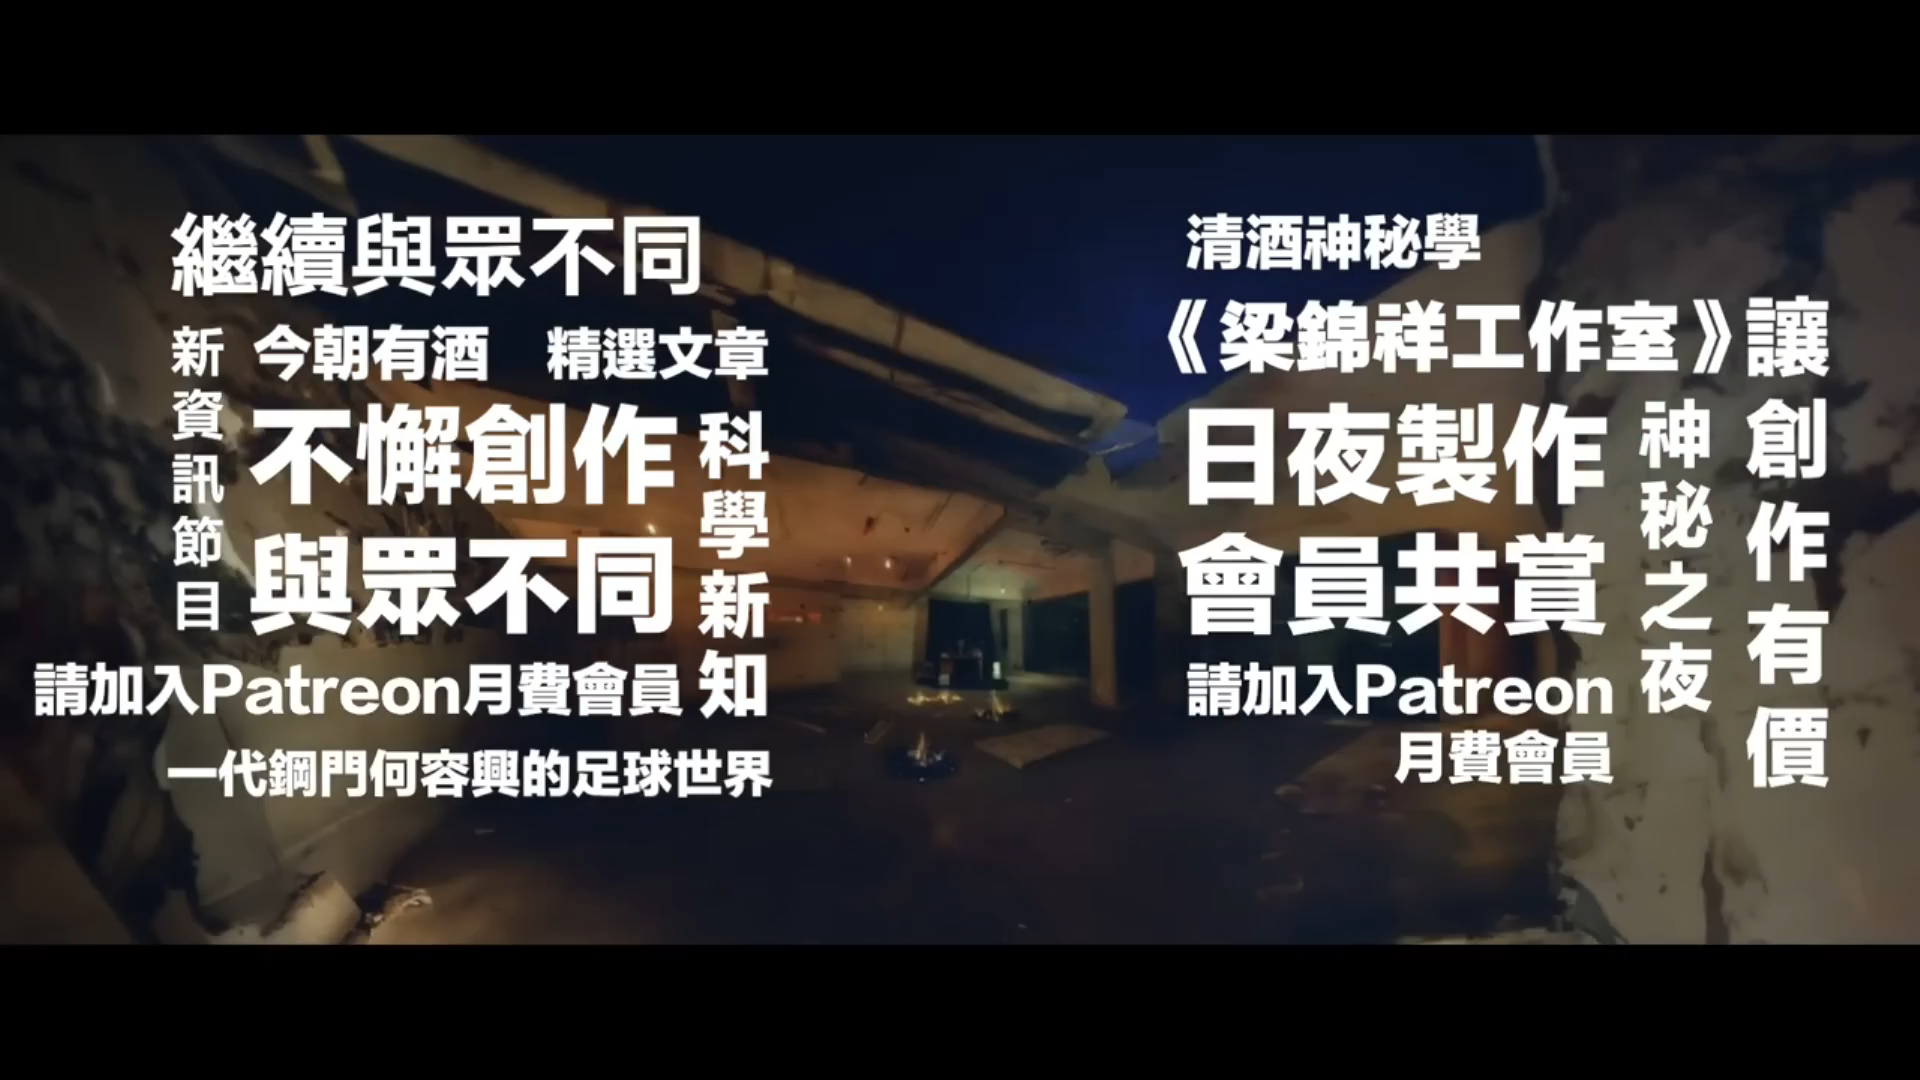 繼續與眾不同
新資訊節目
今朝有酒　精選文章
不懈創作
與眾不同
科學新知
請加入Patreon月費會員
一代鋼門何容興的足球世界
清酒神秘學
《梁錦祥工作室》
日夜製作
會員共賞
神秘之夜
請加入Patreon
月費會員
讓創作有價